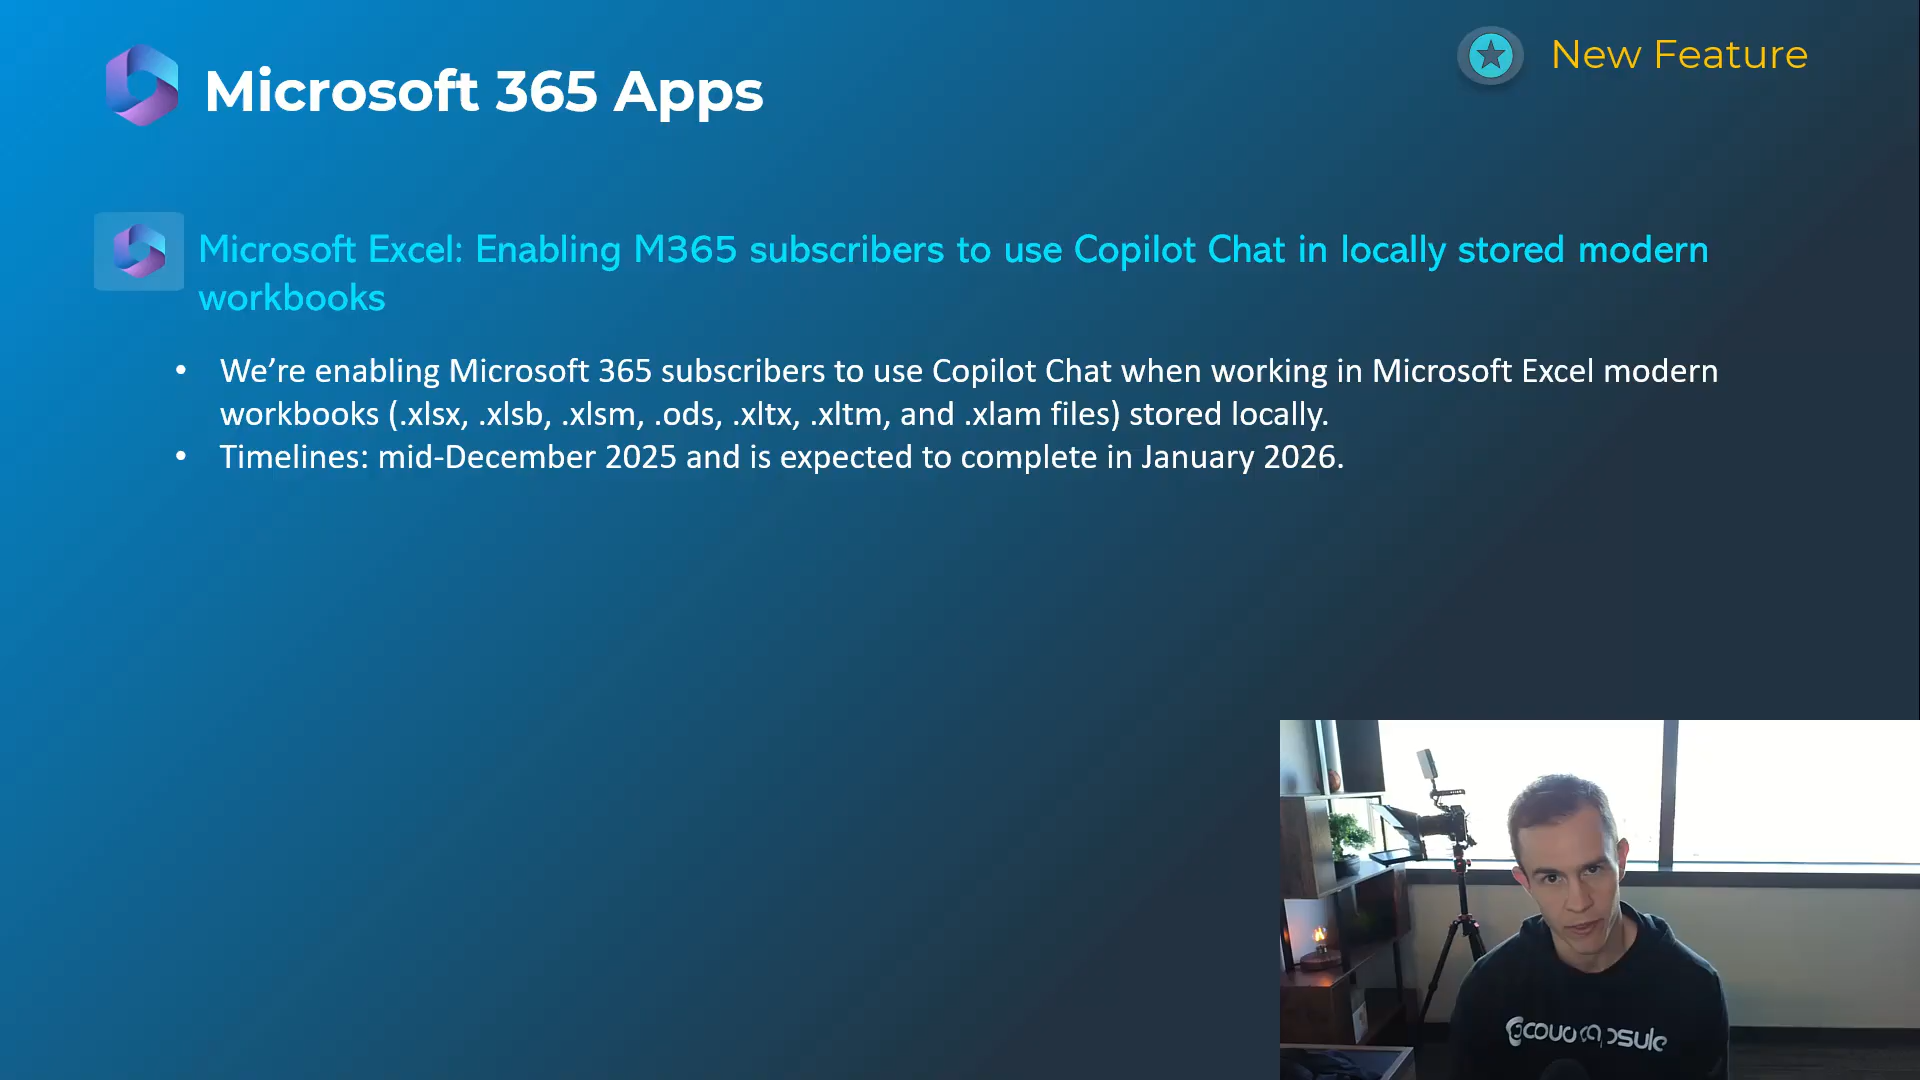 Microsoft 365 Apps
New Feature
Microsoft Excel: Enabling M365 subscribers to use Copilot Chat in locally stored modern
workbooks
• We’re enabling Microsoft 365 subscribers to use Copilot Chat when working in Microsoft Excel modern
workbooks (.xlsx, .xlsb, .xlsm, .ods, .xltx, .xltm, and .xlam files) stored locally.
• Timelines: mid-December 2025 and is expected to complete in January 2026.